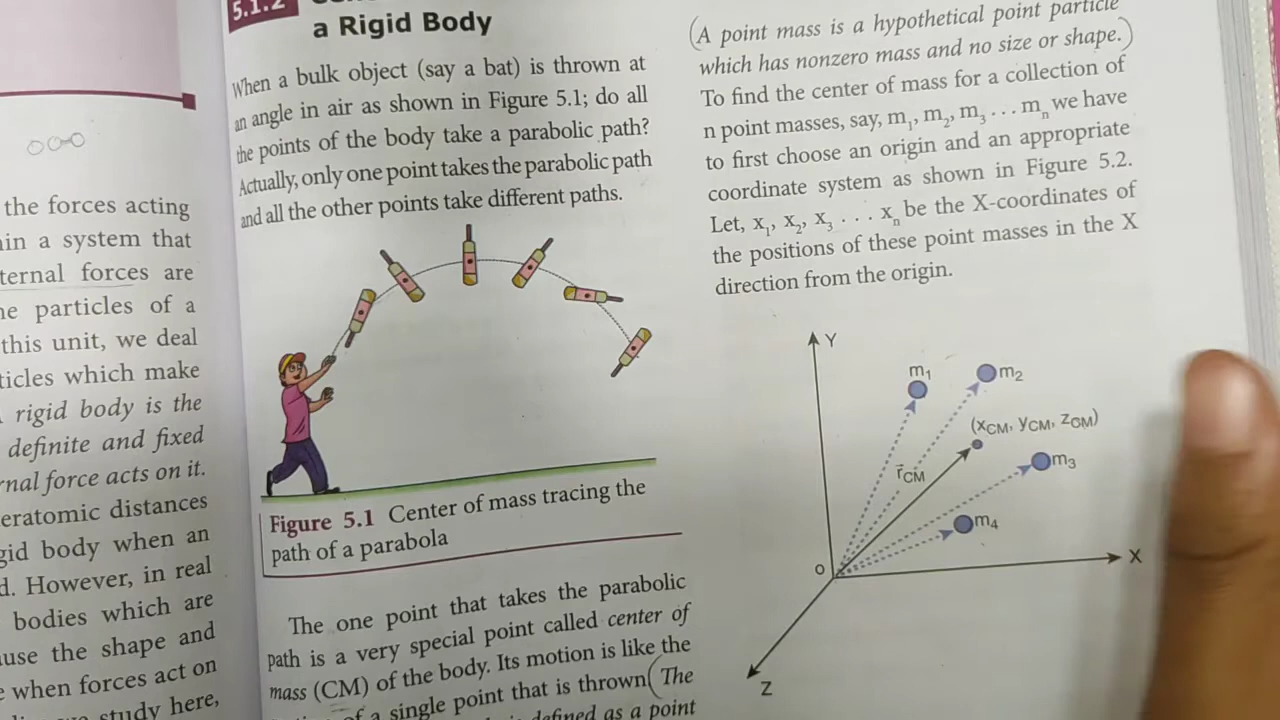 the forces acting
in a system that
ternal forces are
particles of a
this unit, we deal
ticles which make
rigid body is the
definite and fixed
rnal force acts on it.
eratomic distances
gid body when an
d. However, in real
bodies which are
use the shape and
when forces act on
study here,
5.1.2
a Rigid Body
When a bulk object (say a bat) is thrown at
an angle in air as shown in Figure 5.1; do all
the points of the body take a parabolic path?
Actually, only one point takes the parabolic path
and all the other points take different paths.
Figure 5.1 Center of mass tracing the
path of a parabola
The one point that takes the parabolic
path is a very special point called center of
mass (CM) of the body. Its motion is like the
of a single point that is thrown (The
defined as a point
(A point mass is a hypothetical point particle
which has nonzero mass and no size or shape.)
To find the center of mass for a collection of
n point masses, say, m₁, m₂, m₃ . . . mₙ we have
to first choose an origin and an appropriate
coordinate system as shown in Figure 5.2.
Let, x₁, x₂, x₃ . . . xₙ be the X-coordinates of
the positions of these point masses in the X
direction from the origin.
Y
m₁
m₂
(xCM, yCM, zCM)
m₃
r⃗CM
m₄
O
X
Z